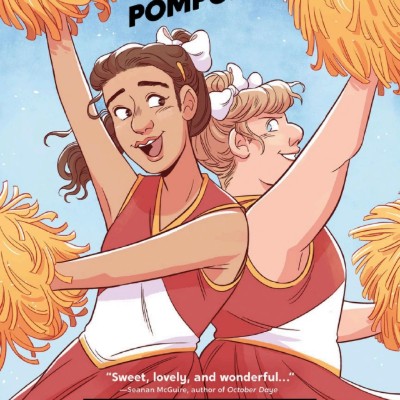 POMPO
"Sweet, lovely, and wonderful..."
—Seanan McGuire, author of October Daye